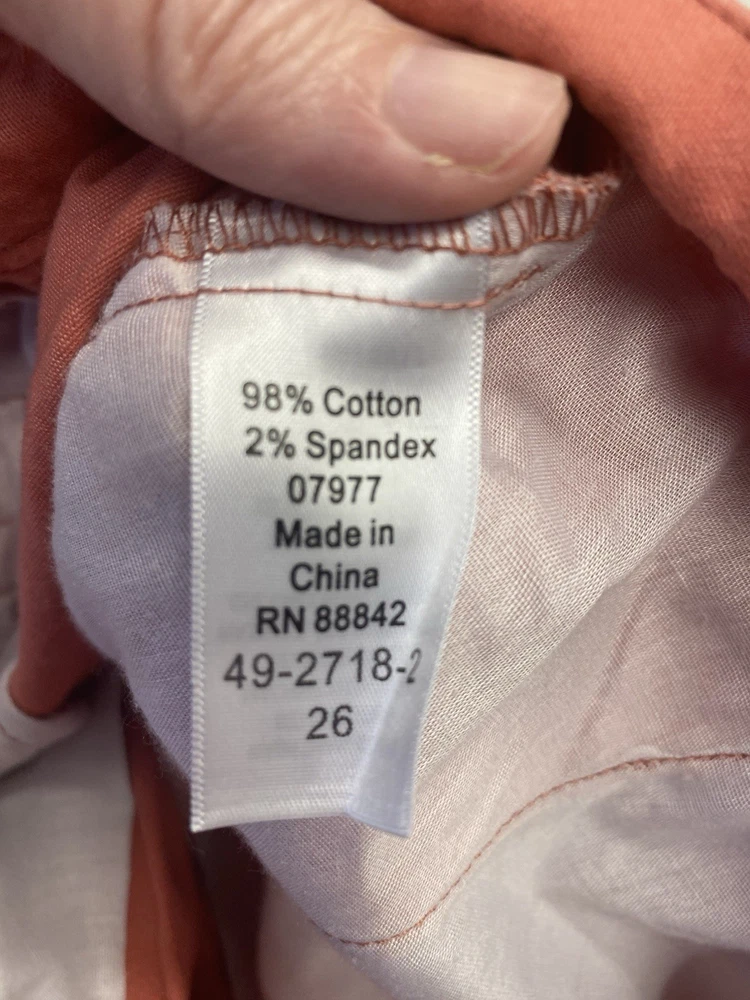 98% Cotton
2% Spandex
07977
Made in
China
RN 88842
49-2718-2
26